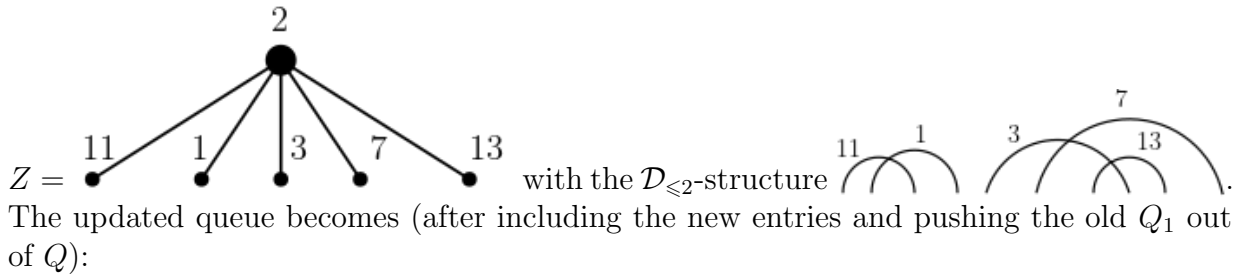 2
11 1 3 7 13
7
11 1 3 13
Z = with the 𝒟⩽2-structure .
The updated queue becomes (after including the new entries and pushing the old Q₁ out
of Q):